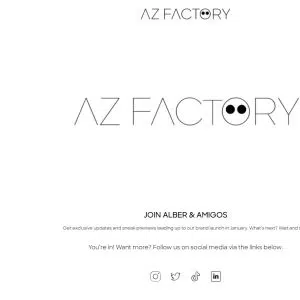 AZ FACTORY
AZ FACTORY
JOIN ALBER & AMIGOS
Get exclusive updates and sneak previews leading up to our brand launch in January. What's next? Wait and
You're in! Want more? Follow us on social media via the links below.